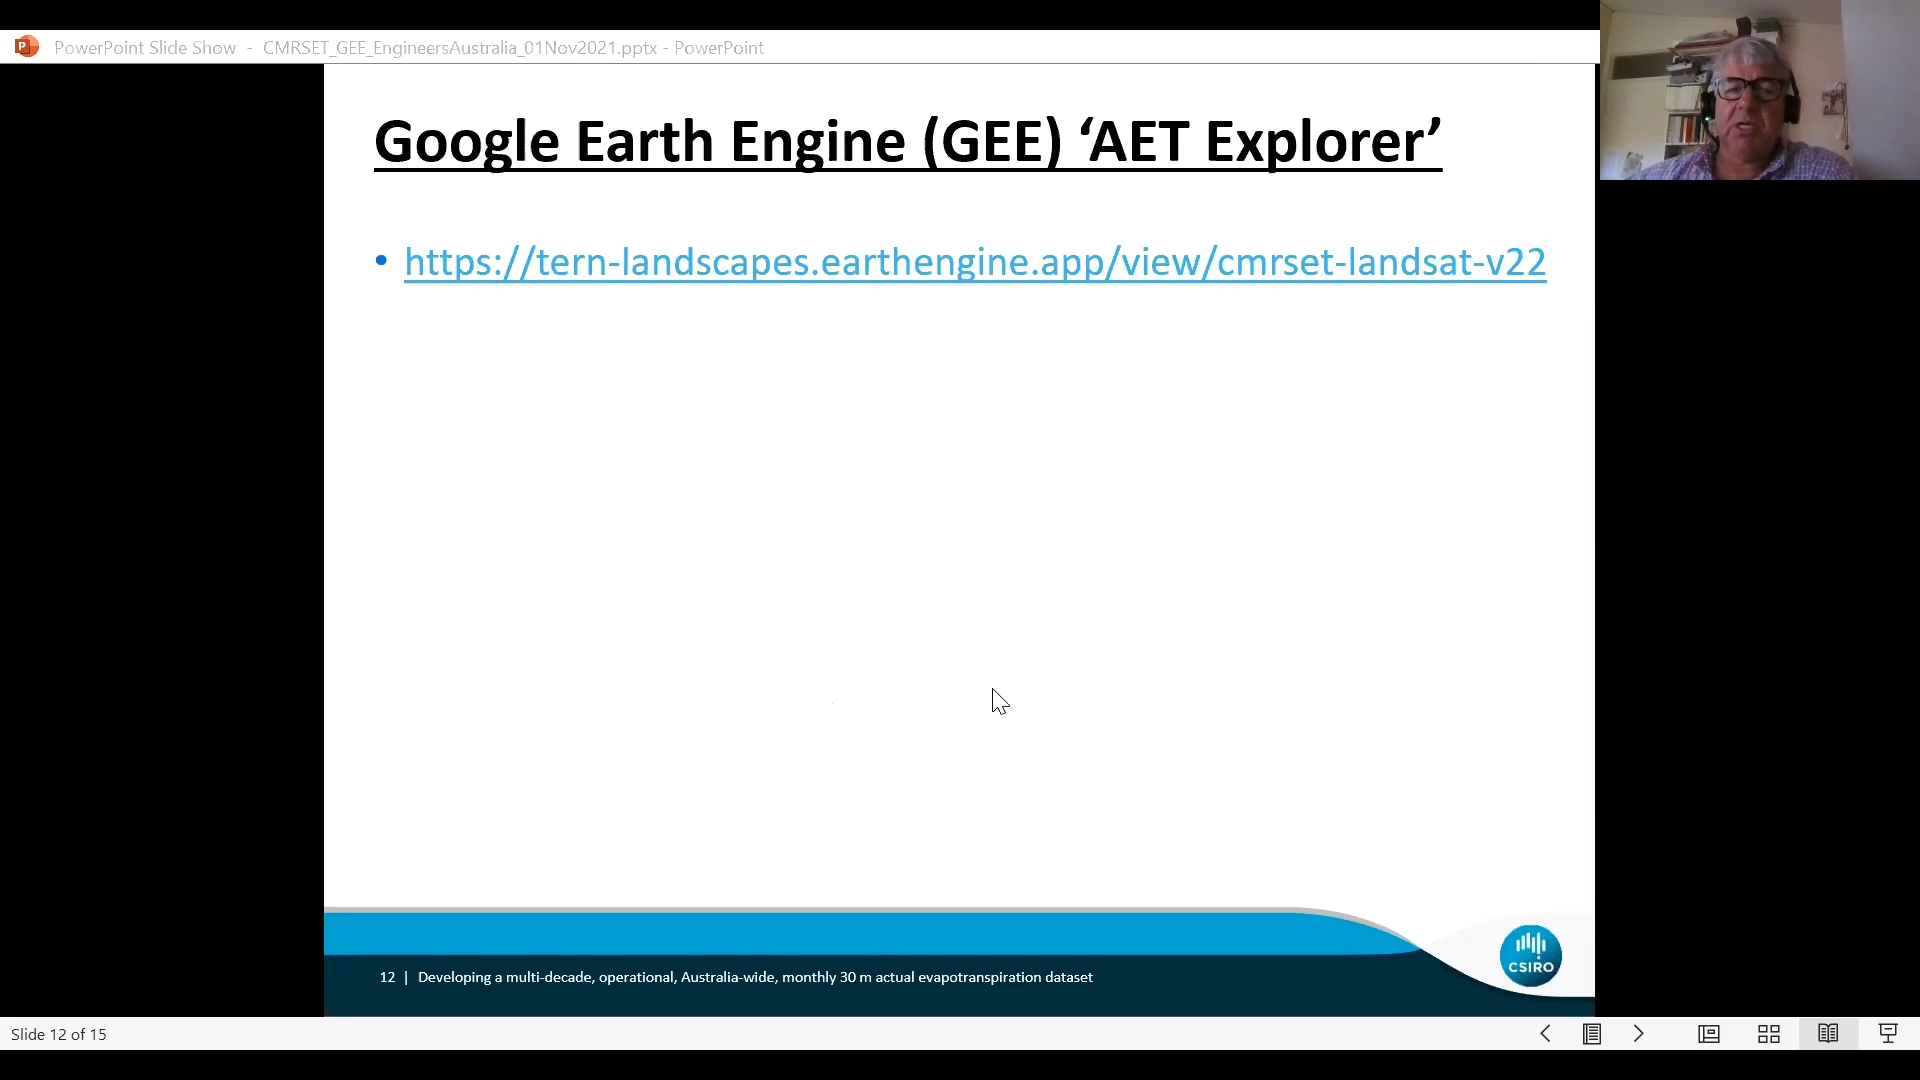 PowerPoint Slide Show - CMRSET_GEE_EngineersAustralia_01Nov2021.pptx - PowerPoint
Google Earth Engine (GEE) ‘AET Explorer’
• https://tern-landscapes.earthengine.app/view/cmrset-landsat-v22
CSIRO
12 | Developing a multi-decade, operational, Australia-wide, monthly 30 m actual evapotranspiration dataset
Slide 12 of 15